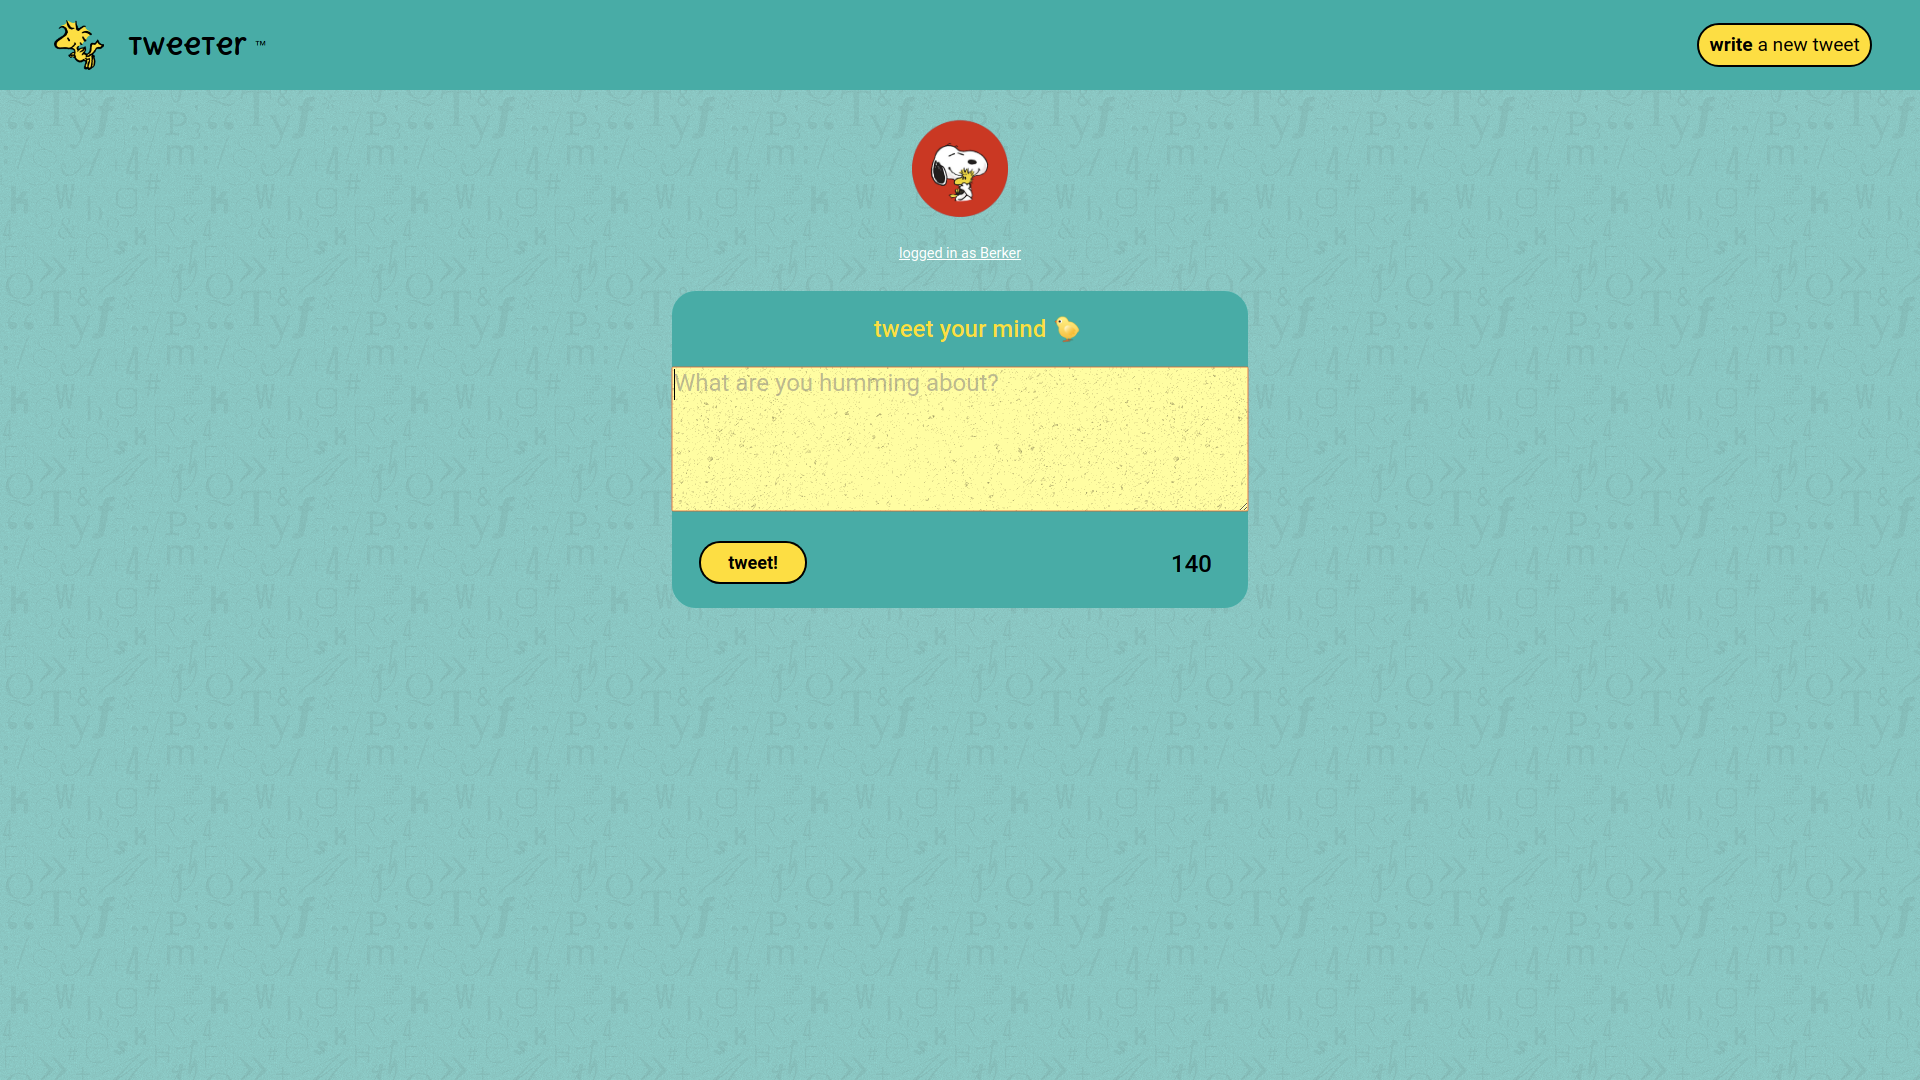 Tweeter ™
write a new tweet
logged in as Berker
tweet your mind 🐤
What are you humming about?
tweet!
140